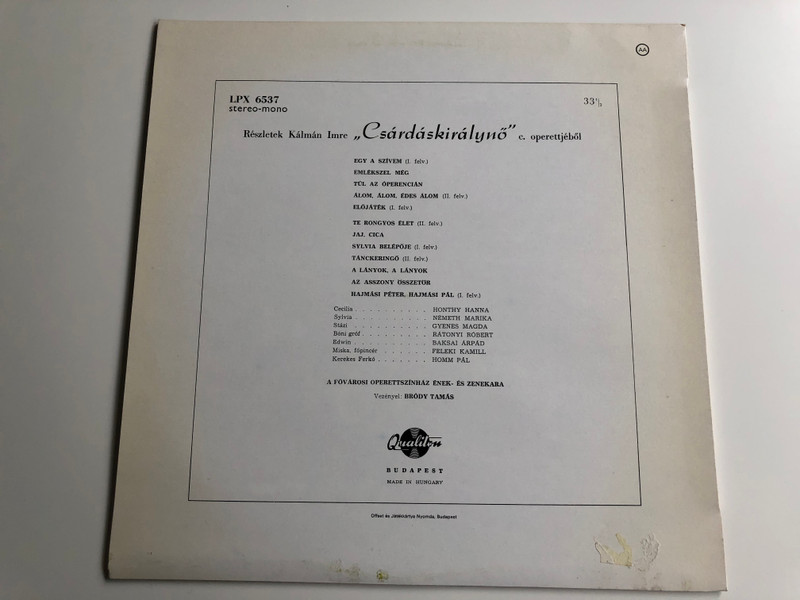 AA
LPX 6537
stereo-mono
33 1/3
Részletek Kálmán Imre „Csárdáskirálynő” c. operettjéből
EGY A SZÍVEM (I. felv.)
EMLÉKSZEL MÉG
TÚL AZ ÓPERENCIÁN
ÁLOM, ÁLOM, ÉDES ÁLOM (II. felv.)
ELŐJÁTÉK (I. felv.)
TE RONGYOS ÉLET (II. felv.)
JAJ, CICA
SYLVIA BELÉPŐJE (I. felv.)
TÁNCKERINGŐ (II. felv.)
A LÁNYOK, A LÁNYOK
AZ ASSZONY ÖSSZETÖR
HAJMÁSI PÉTER, HAJMÁSI PÁL (I. felv.)
Cecilia . . . . . . . . . . HONTHY HANNA
Sylvia . . . . . . . . . . NÉMETH MARIKA
Stázi . . . . . . . . . . GYENES MAGDA
Bóni gróf . . . . . . . . . RÁTONYI RÓBERT
Edwin . . . . . . . . . . BAKSAI ÁRPÁD
Miska, főpincér . . . . . . FELEKI KAMILL
Kerekes Ferkó . . . . . . . HOMM PÁL
A FŐVÁROSI OPERETTSZÍNHÁZ ÉNEK- ÉS ZENEKARA
Vezényel: BRÓDY TAMÁS
Qualiton
BUDAPEST
MADE IN HUNGARY
Offset és Játékkártya Nyomda, Budapest